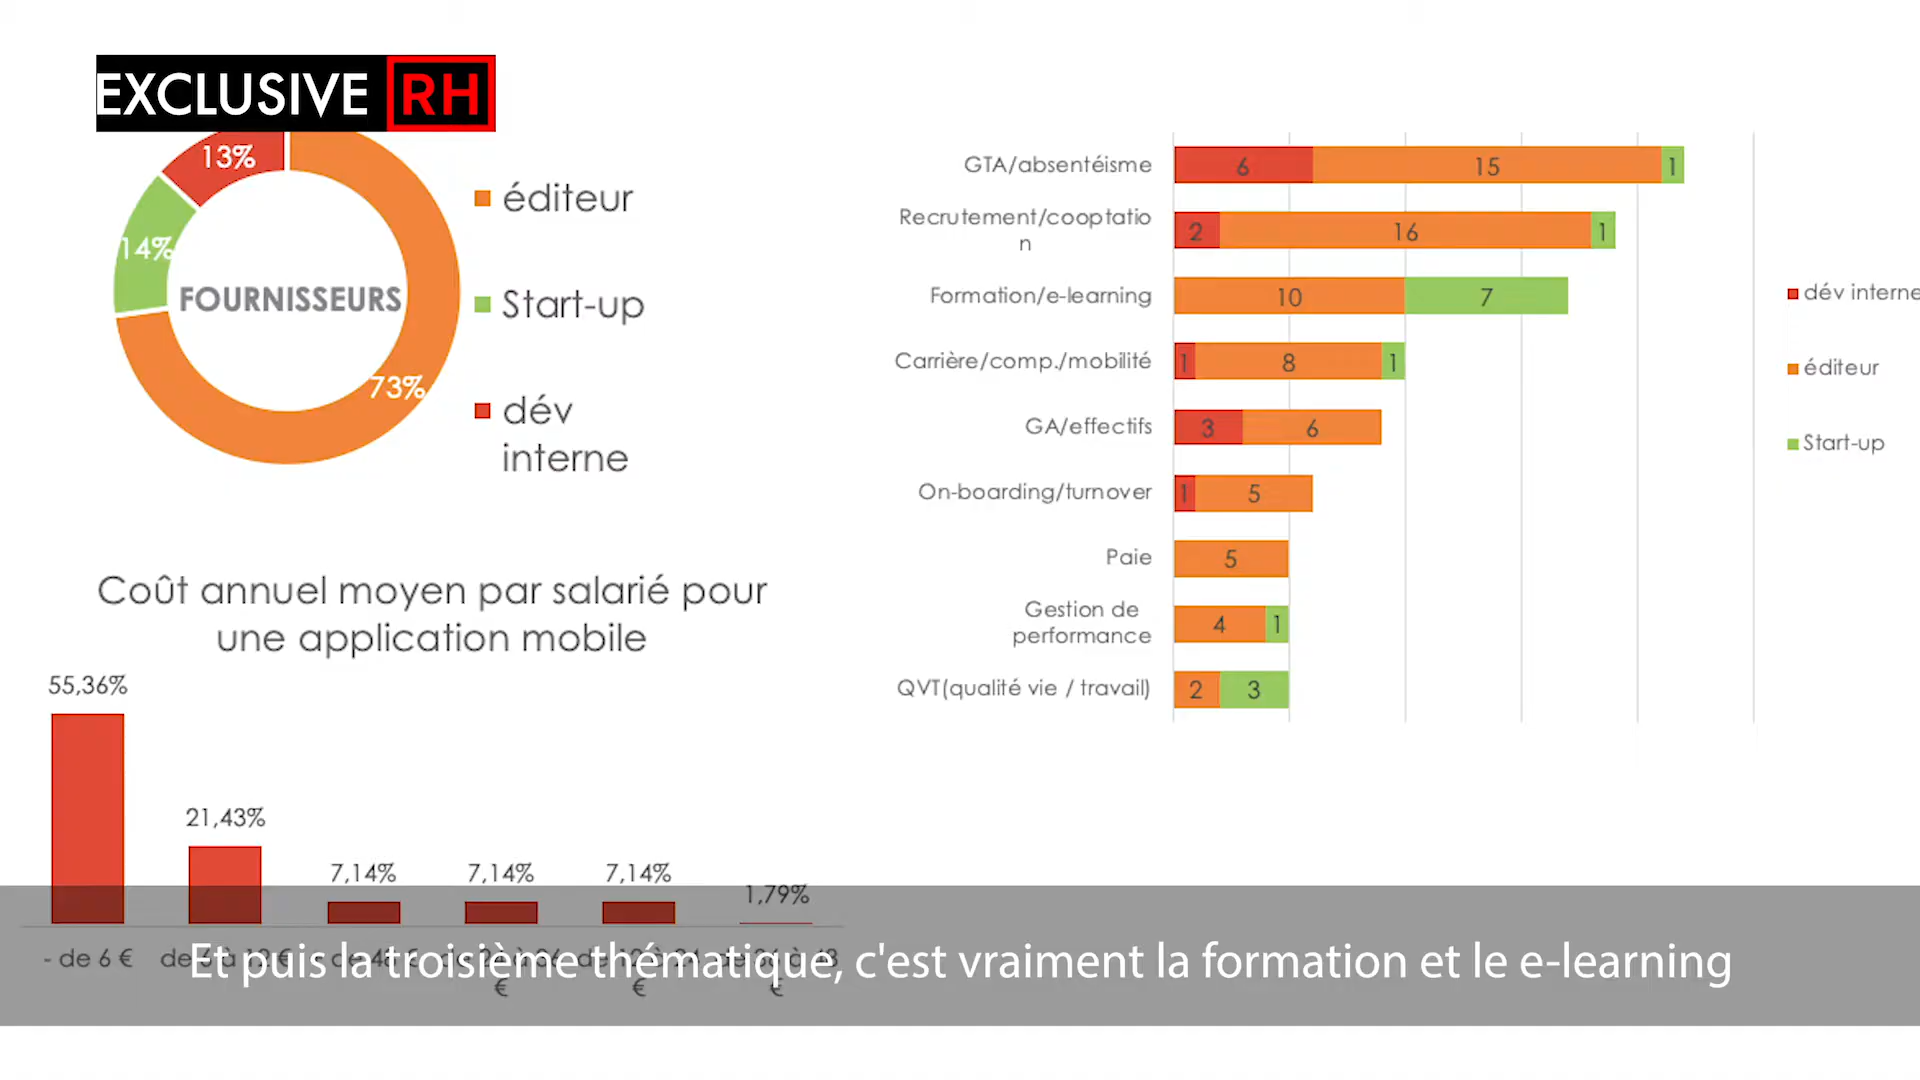 EXCLUSIVE RH
13%
14%
FOURNISSEURS
73%
éditeur
Start-up
dév
interne
GTA/absentéisme
6 15 1
Recrutement/cooptatio
n
2 16 1
Formation/e-learning
10 7
Carrière/comp./mobilité
1 8 1
GA/effectifs
3 6
On-boarding/turnover
1 5
Paie
5
Gestion de
performance
4 1
QVT(qualité vie / travail)
2 3
dév interne
éditeur
Start-up
Coût annuel moyen par salarié pour
une application mobile
55,36%
21,43%
7,14%
7,14%
7,14%
1,79%
- de 6 €
€
€
€
Et puis la troisième thématique, c'est vraiment la formation et le e-learning